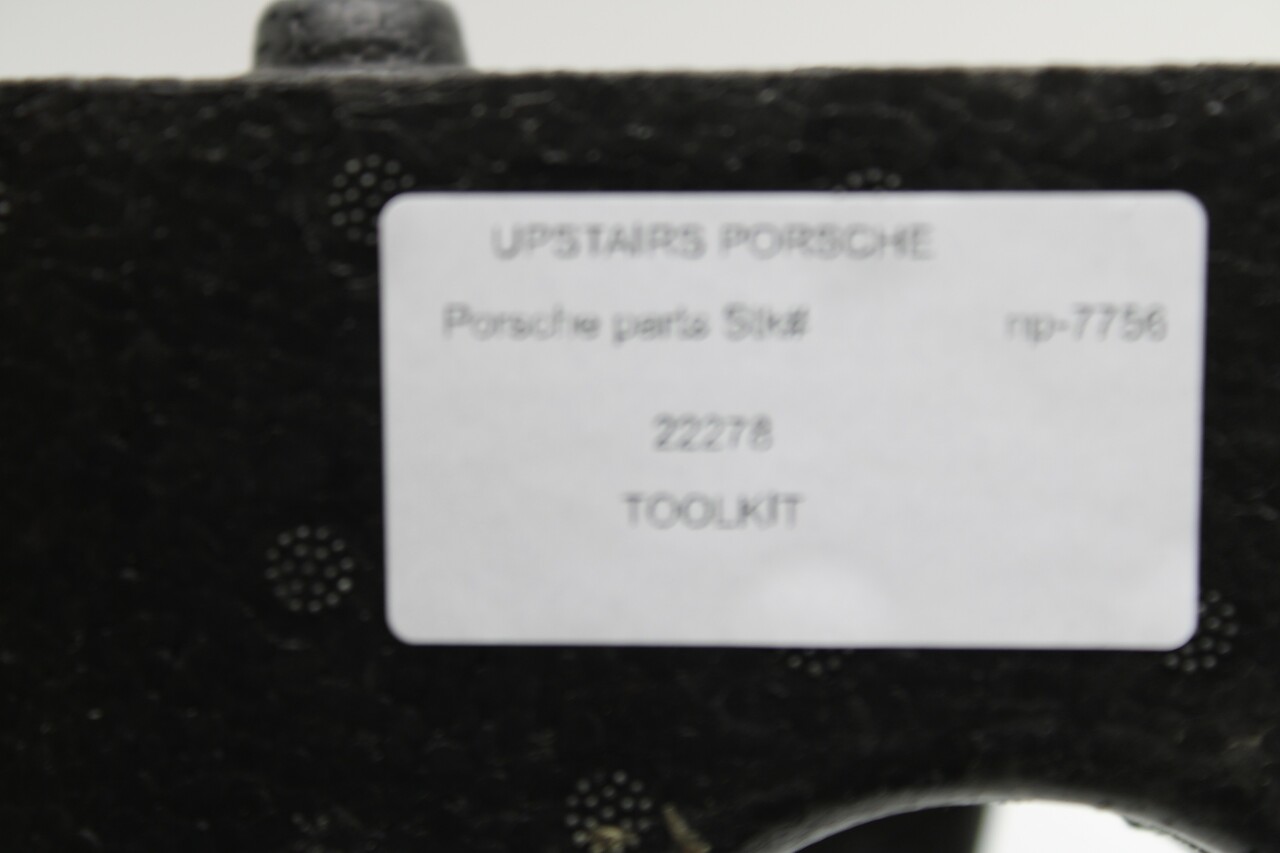 UPSTAIRS PORSCHE
Porsche parts Stk# np-7756
22278
TOOLKIT